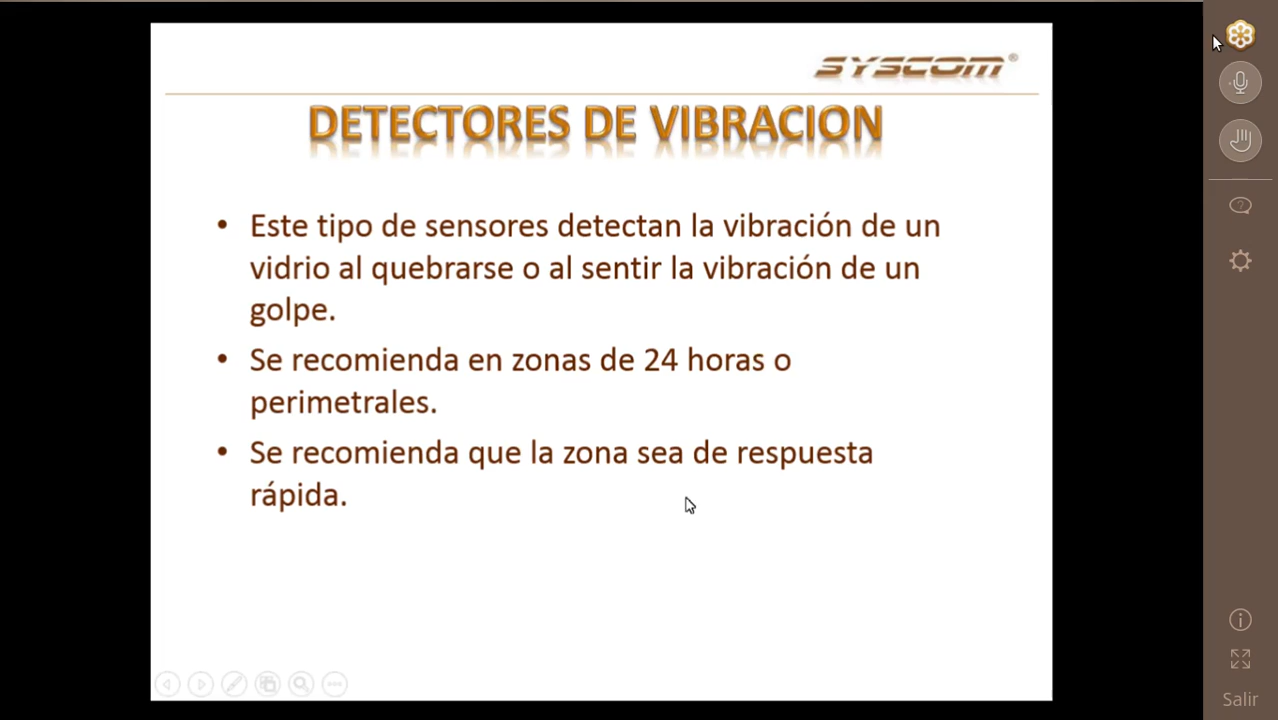 SYSCOM®
DETECTORES DE VIBRACION
• Este tipo de sensores detectan la vibración de un
vidrio al quebrarse o al sentir la vibración de un
golpe.
• Se recomienda en zonas de 24 horas o
perimetrales.
• Se recomienda que la zona sea de respuesta
rápida.
Salir